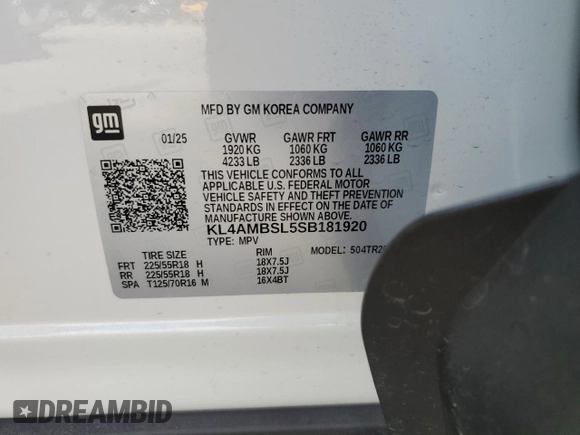 gm
MFD BY GM KOREA COMPANY
01/25 GVWR GAWR FRT GAWR RR
1920 KG 1060 KG 1060 KG
4233 LB 2336 LB 2336 LB
THIS VEHICLE CONFORMS TO ALL
APPLICABLE U.S. FEDERAL MOTOR
VEHICLE SAFETY AND THEFT PREVENTION
STANDARDS IN EFFECT ON THE DATE OF
MANUFACTURE SHOWN ABOVE.
KL4AMBSL5SB181920
TYPE: MPV MODEL: 504TR2
TIRE SIZE RIM
FRT 225/55R18 H 18X7.5J
RR 225/55R18 H 18X7.5J
SPA T125/70R16 M 16X4BT
DREAMBID